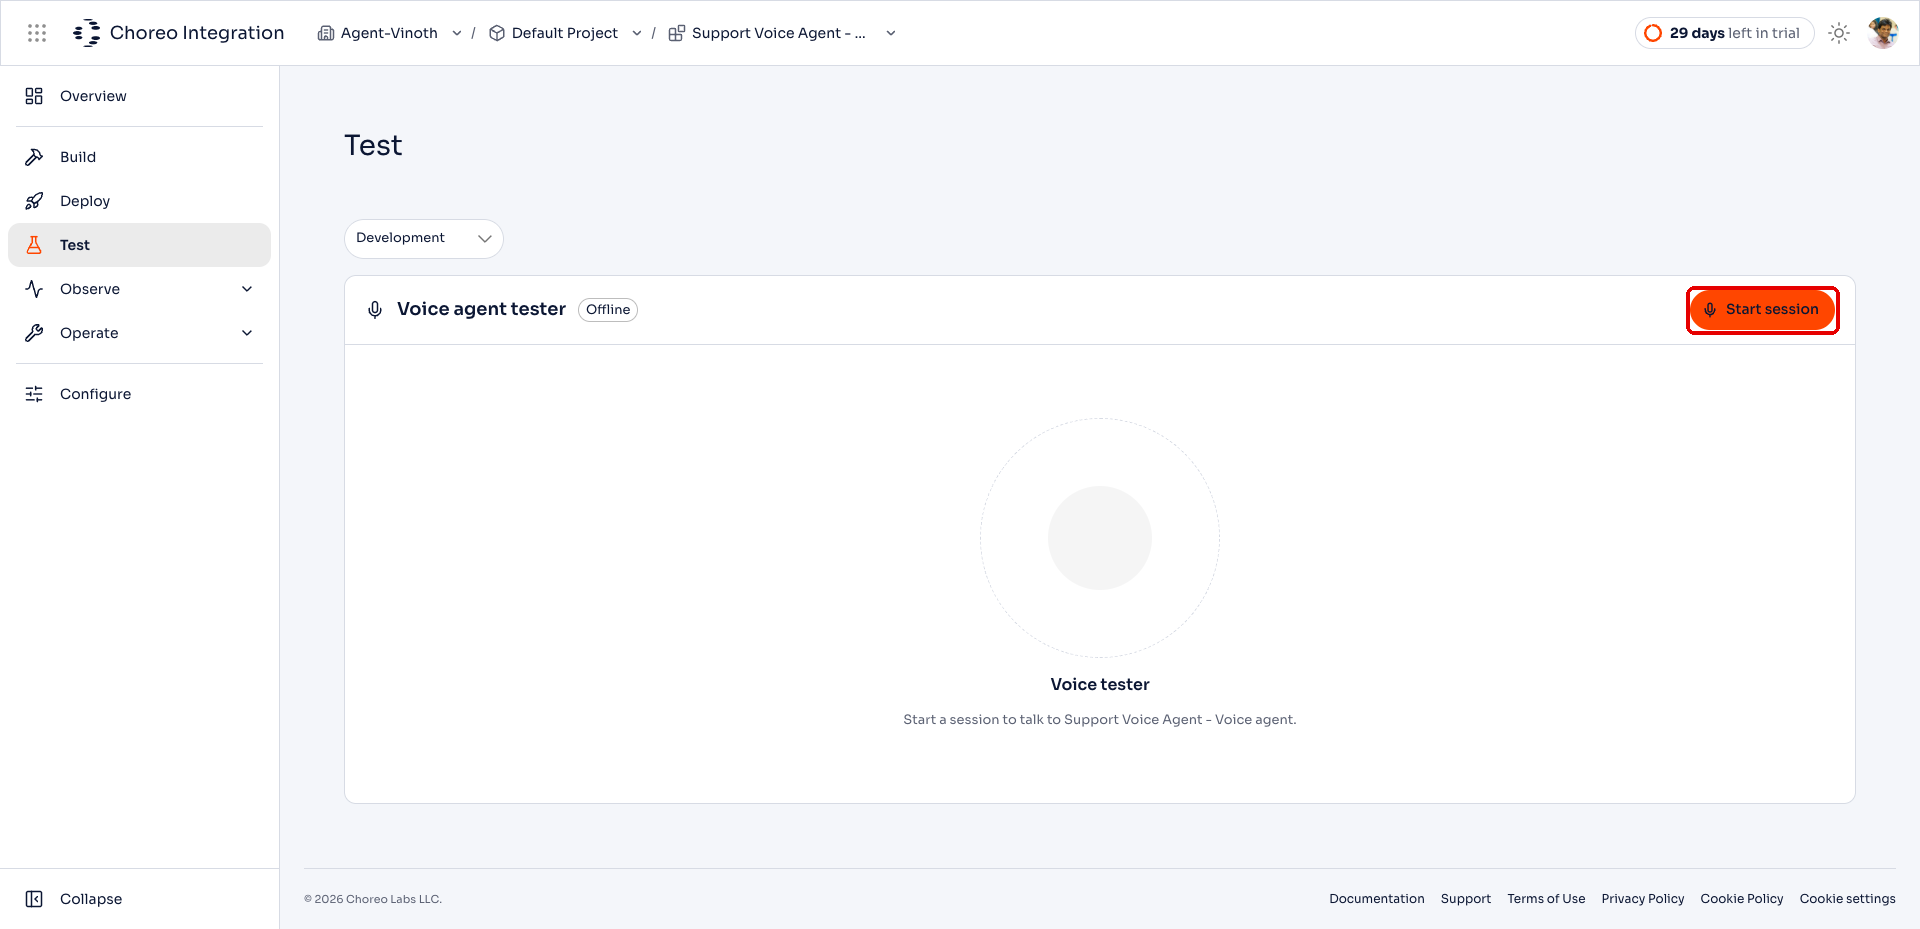 Choreo Integration
Agent-Vinoth / Default Project / Support Voice Agent - ...
29 days left in trial
Overview
Build
Deploy
Test
Observe
Operate
Configure
Collapse
Test
Development
Voice agent tester
Offline
Start session
Voice tester
Start a session to talk to Support Voice Agent - Voice agent.
© 2026 Choreo Labs LLC.
Documentation Support Terms of Use Privacy Policy Cookie Policy Cookie settings